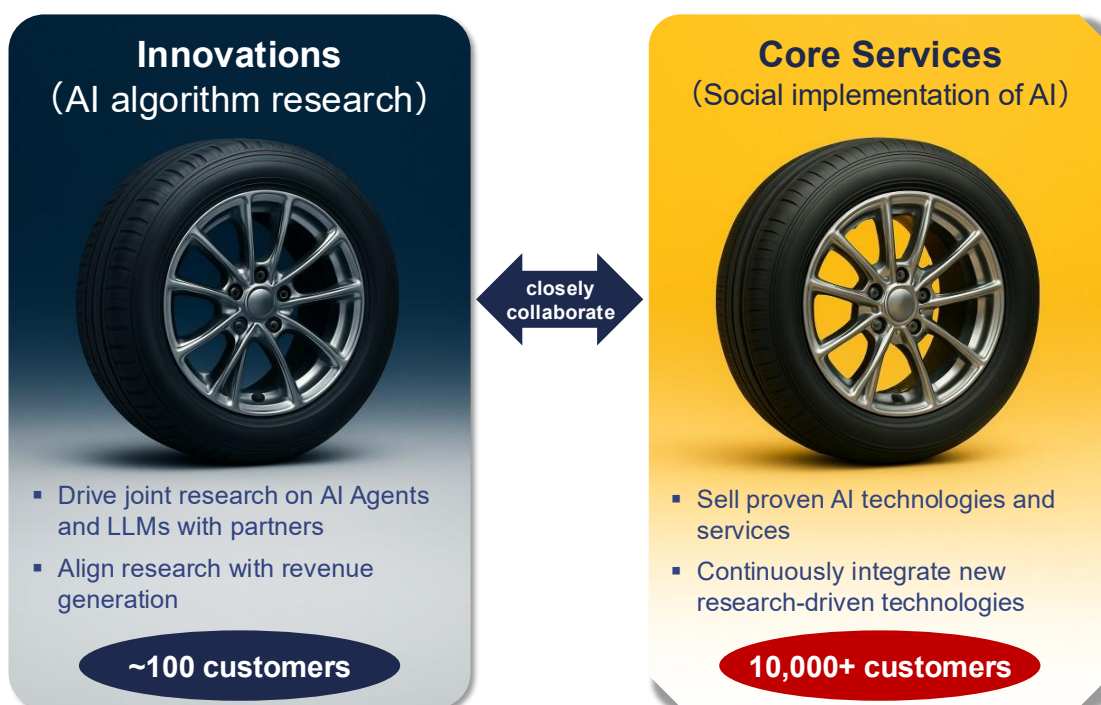 Innovations
（AI algorithm research）
▪ Drive joint research on AI Agents
and LLMs with partners
▪ Align research with revenue
generation
~100 customers
closely
collaborate
Core Services
（Social implementation of AI）
▪ Sell proven AI technologies and
services
▪ Continuously integrate new
research-driven technologies
10,000+ customers